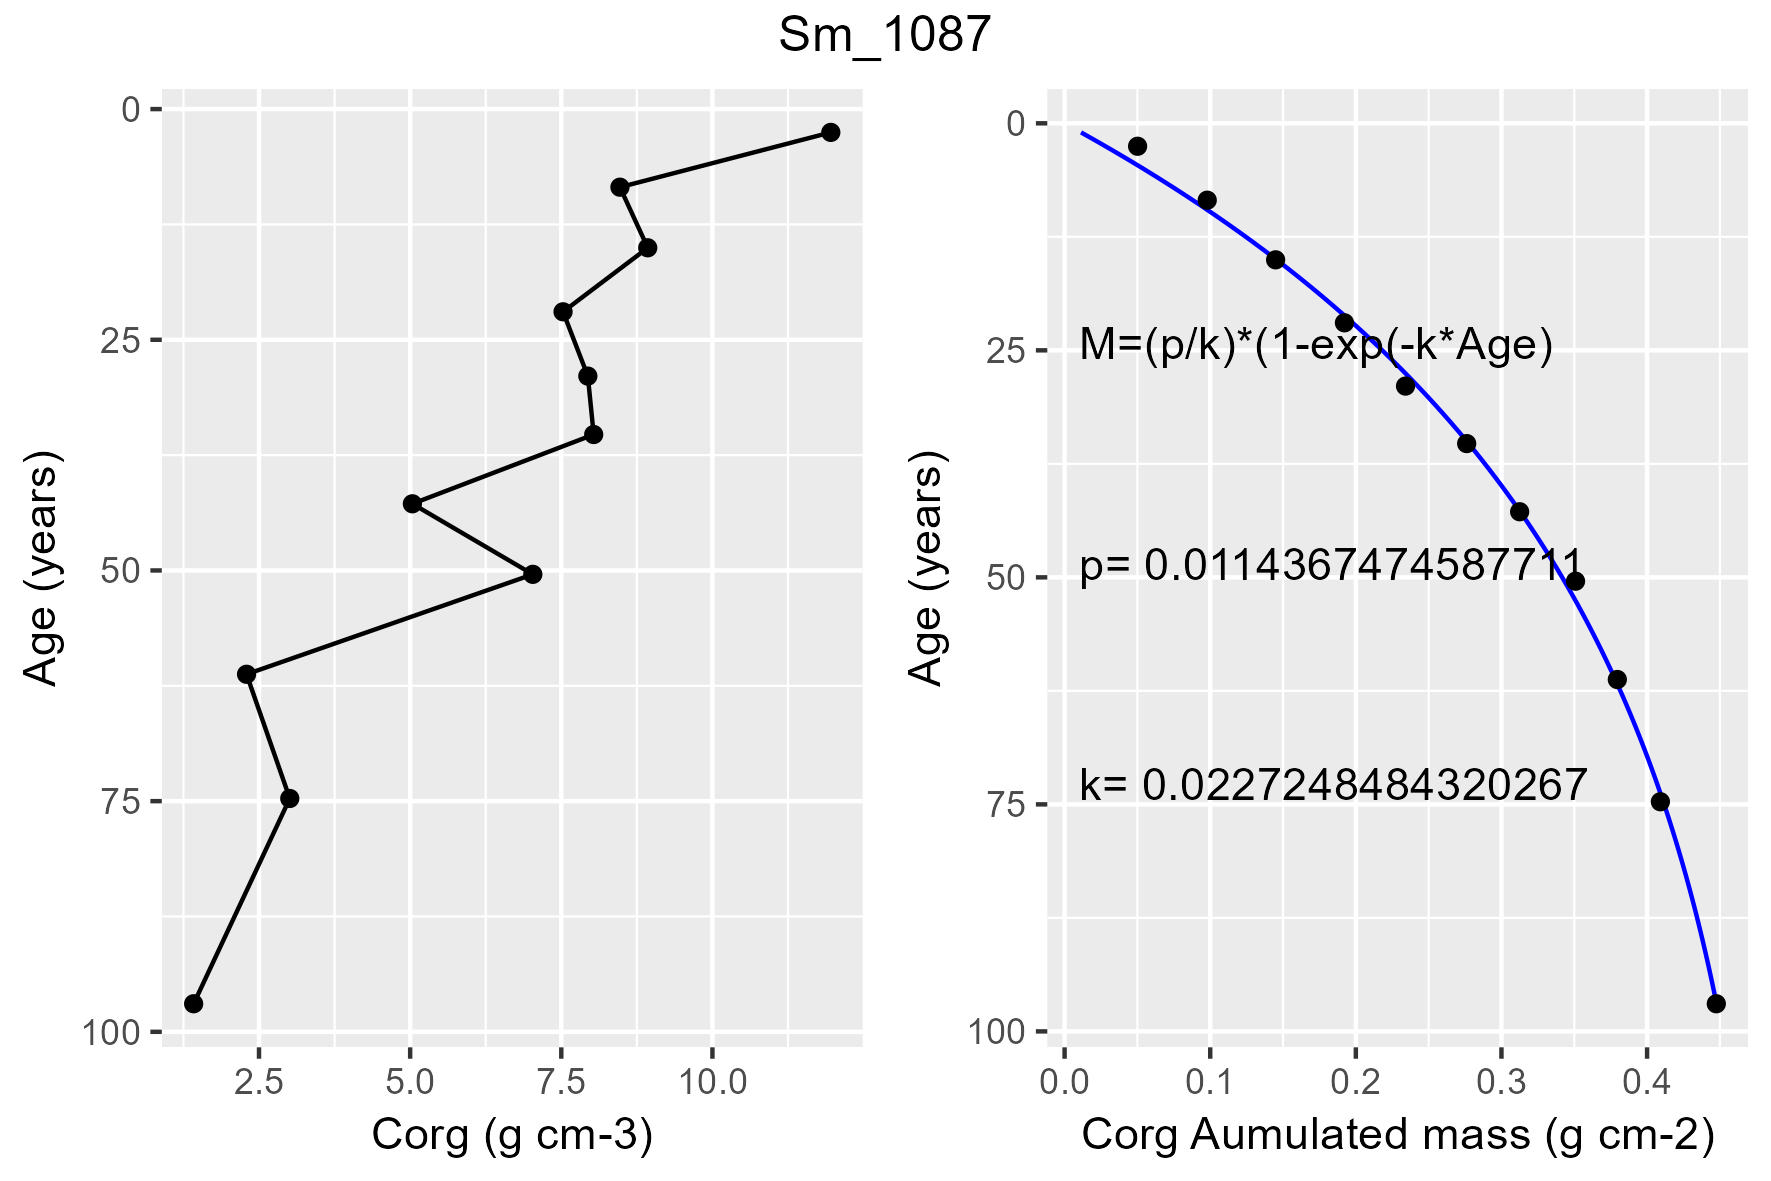 Sm_1087
0
25
50
75
100
2.5
5.0
7.5
10.0
Age (years)
Corg (g cm-3)
0
25
50
75
100
0.0
0.1
0.2
0.3
0.4
Age (years)
Corg Aumulated mass (g cm-2)
M=(p/k)*(1-exp(-k*Age)
p= 0.0114367474587711
k= 0.0227248484320267